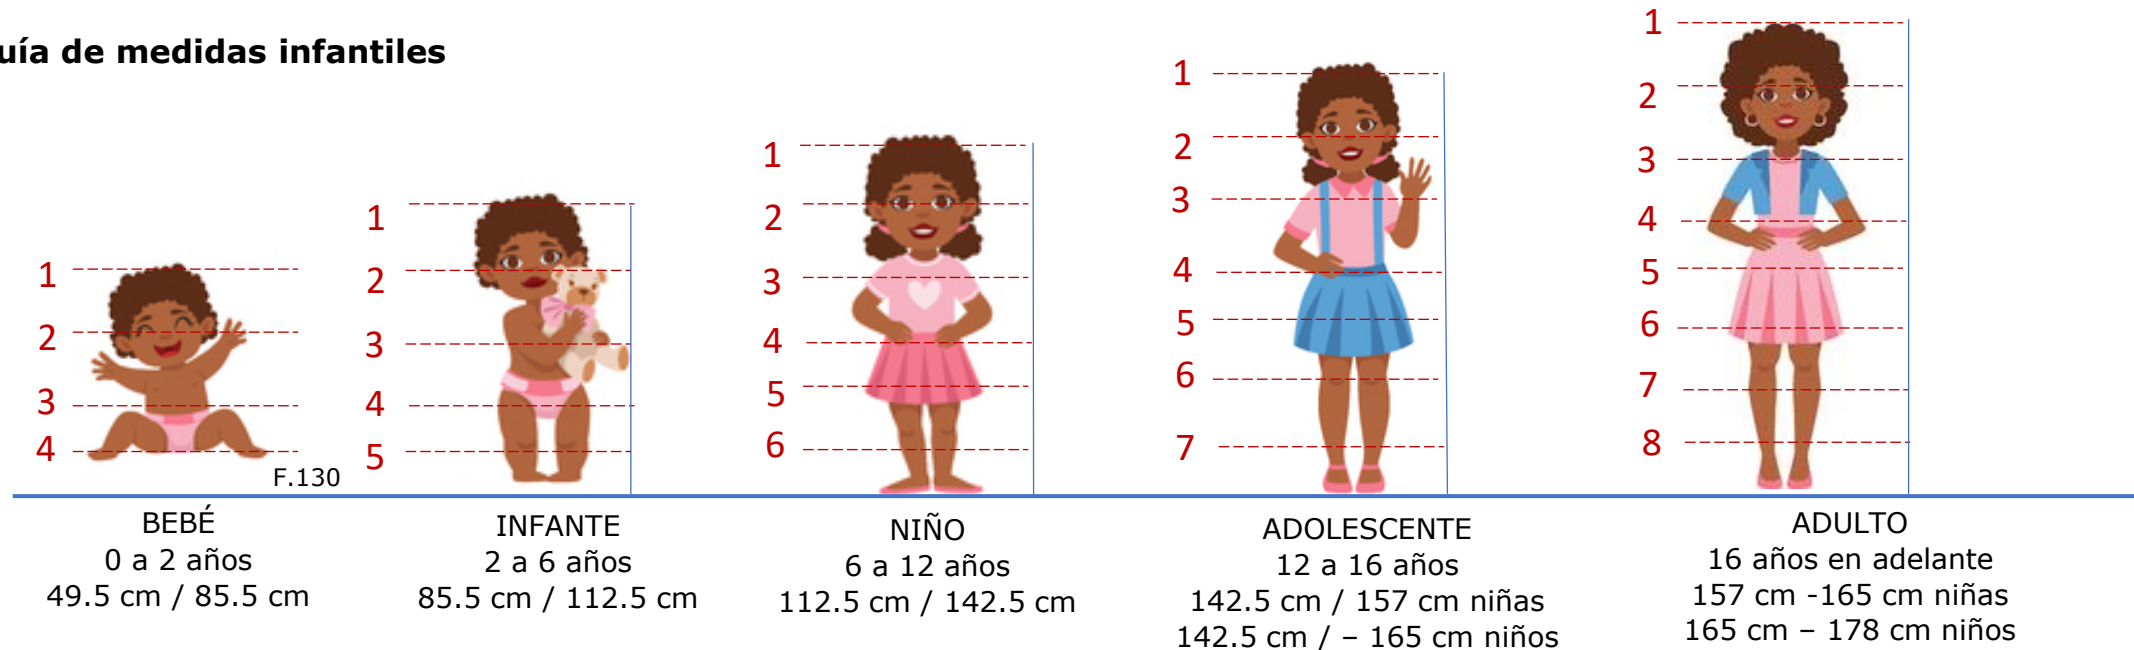 uía de medidas infantiles
1
2
3
4
F.130
1
2
3
4
5
1
2
3
4
5
6
1
2
3
4
5
6
7
1
2
3
4
5
6
7
8
BEBÉ
0 a 2 años
49.5 cm / 85.5 cm
INFANTE
2 a 6 años
85.5 cm / 112.5 cm
NIÑO
6 a 12 años
112.5 cm / 142.5 cm
ADOLESCENTE
12 a 16 años
142.5 cm / 157 cm niñas
142.5 cm / – 165 cm niños
ADULTO
16 años en adelante
157 cm -165 cm niñas
165 cm – 178 cm niños